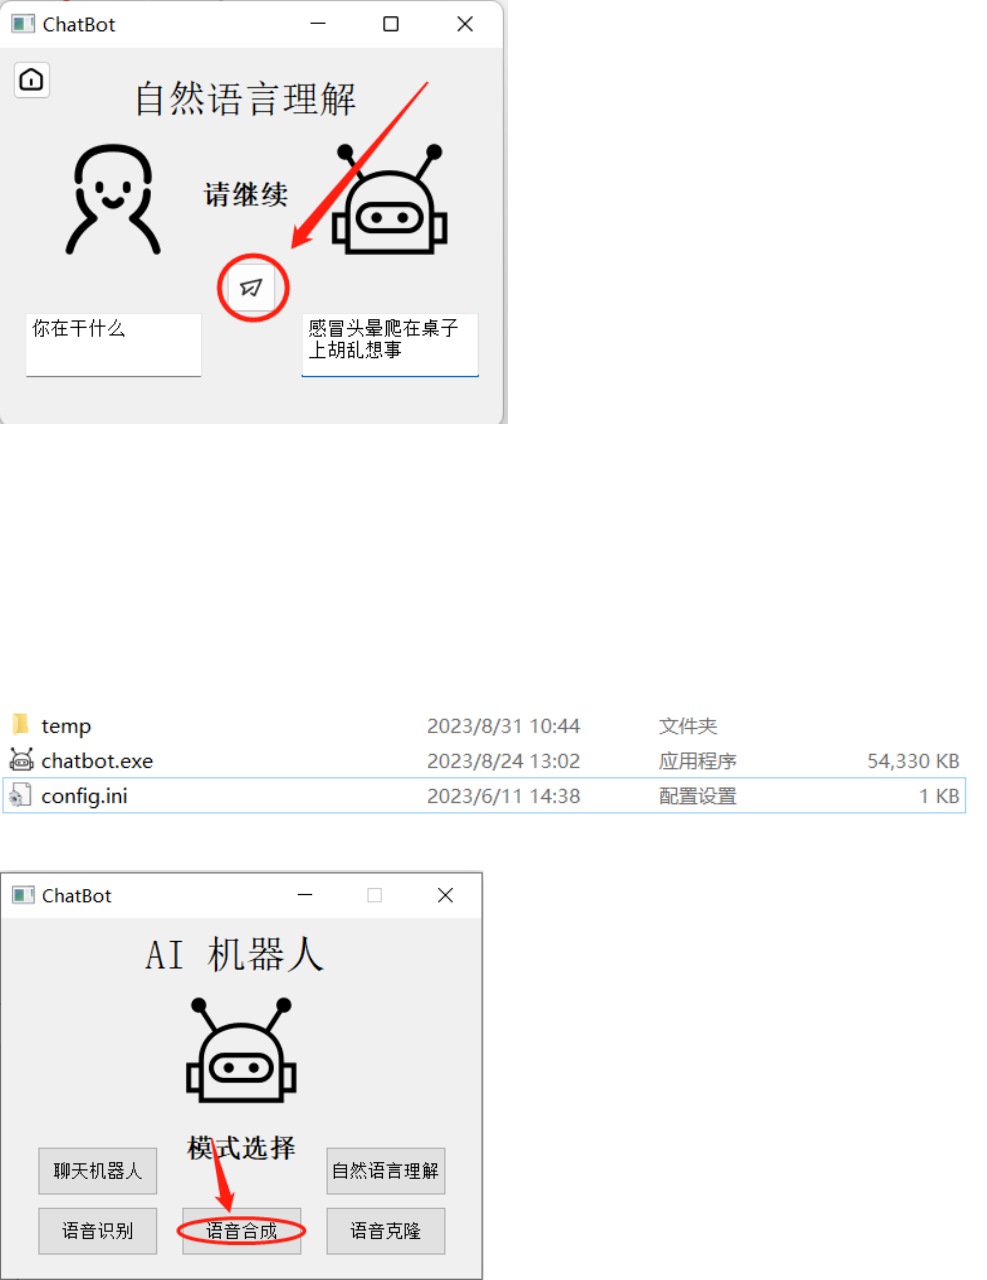 ChatBot
自然语言理解
请继续
你在干什么
感冒头晕爬在桌子
上胡乱想事
temp 2023/8/31 10:44 文件夹
chatbot.exe 2023/8/24 13:02 应用程序 54,330 KB
config.ini 2023/6/11 14:38 配置设置 1 KB
ChatBot
AI 机器人
模式选择
聊天机器人 自然语言理解
语音识别 语音合成 语音克隆